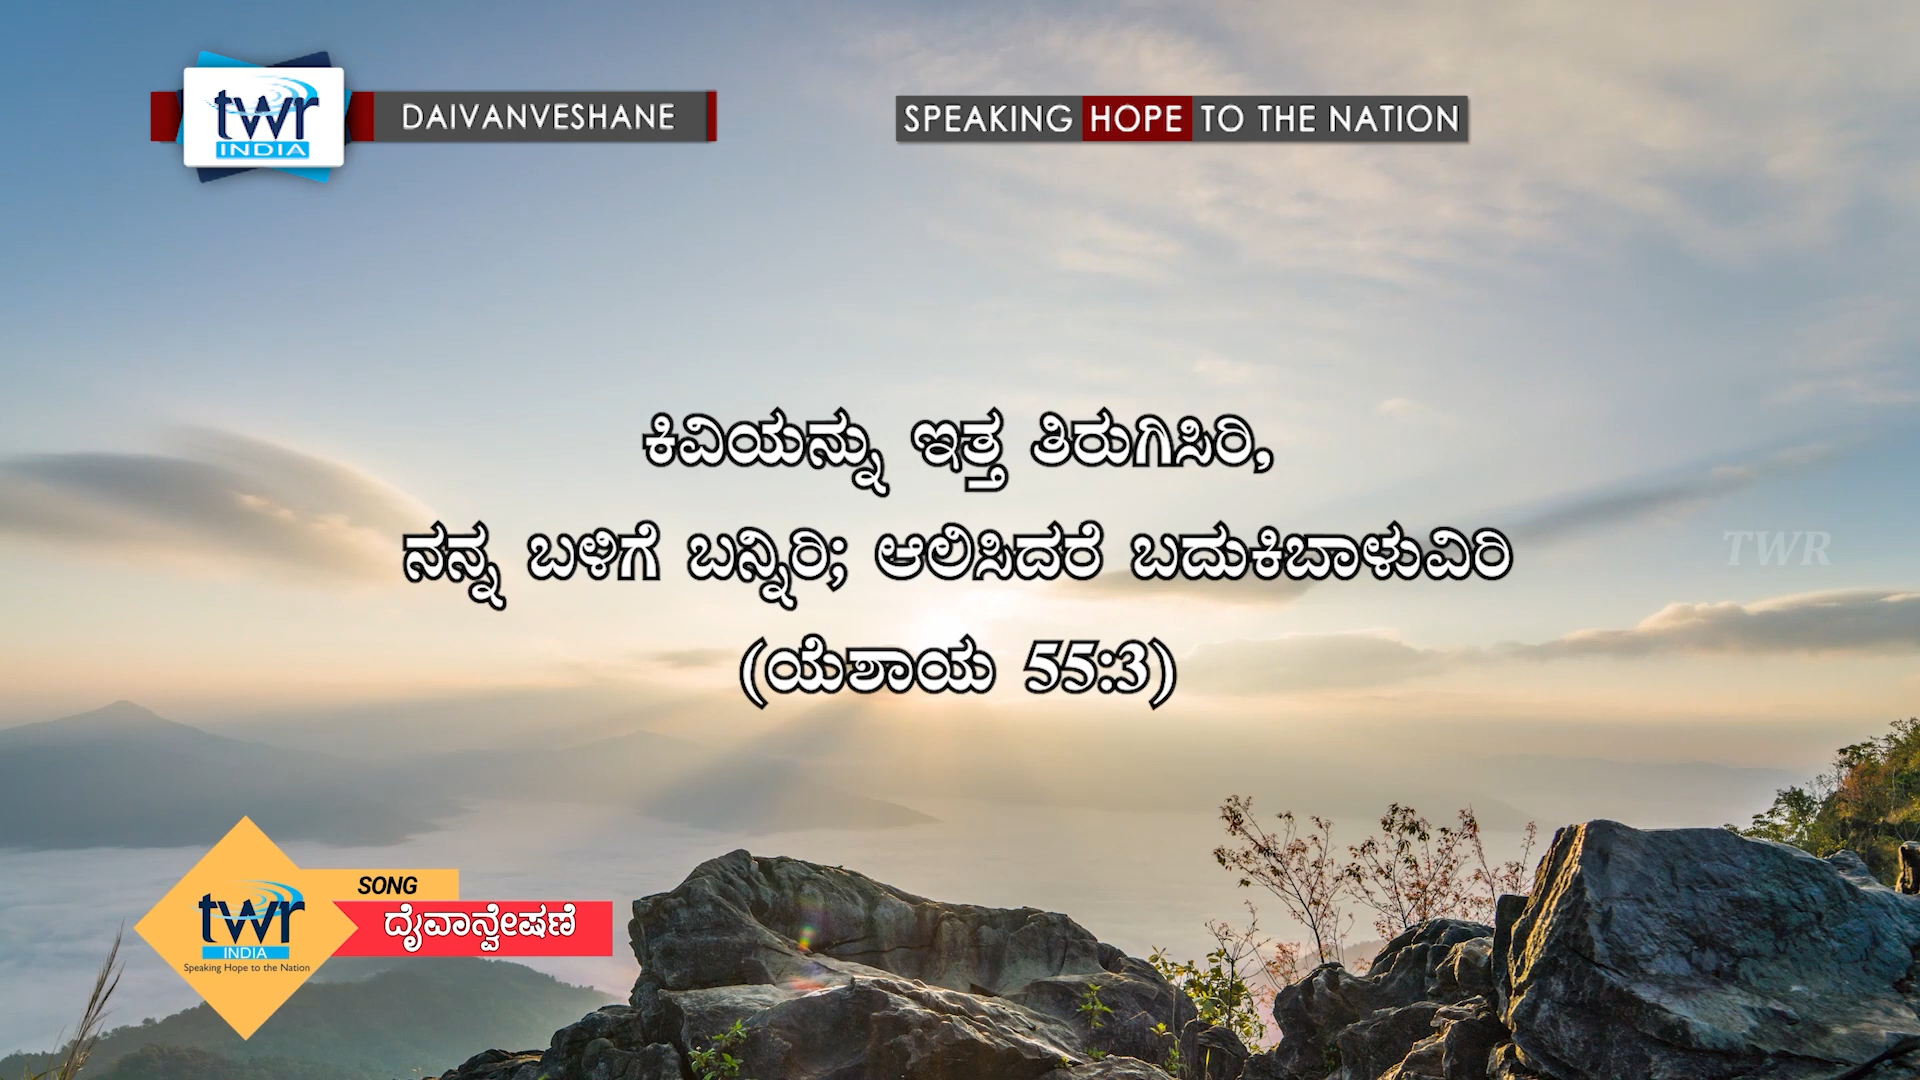 twr
INDIA
DAIVANVESHANE
SPEAKING HOPE TO THE NATION
ಕಿವಿಯನ್ನು ಇತ್ತ ತಿರುಗಿಸಿರಿ,
ನನ್ನ ಬಳಿಗೆ ಬನ್ನಿರಿ; ಆಲಿಸಿದರೆ ಬದುಕಿಬಾಳುವಿರಿ
(ಯೆಶಾಯ 55:3)
TWR
SONG
ದೈವಾನ್ವೇಷಣೆ
twr
INDIA
Speaking Hope to the Nation